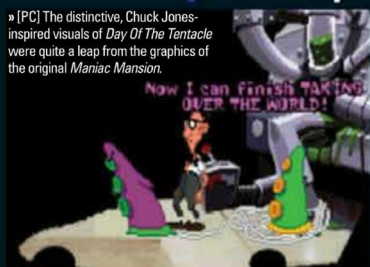 » [PC] The distinctive, Chuck Jones-
inspired visuals of Day Of The Tentacle
were quite a leap from the graphics of
the original Maniac Mansion.
Now I can finish TAKING
OVER THE WORLD!